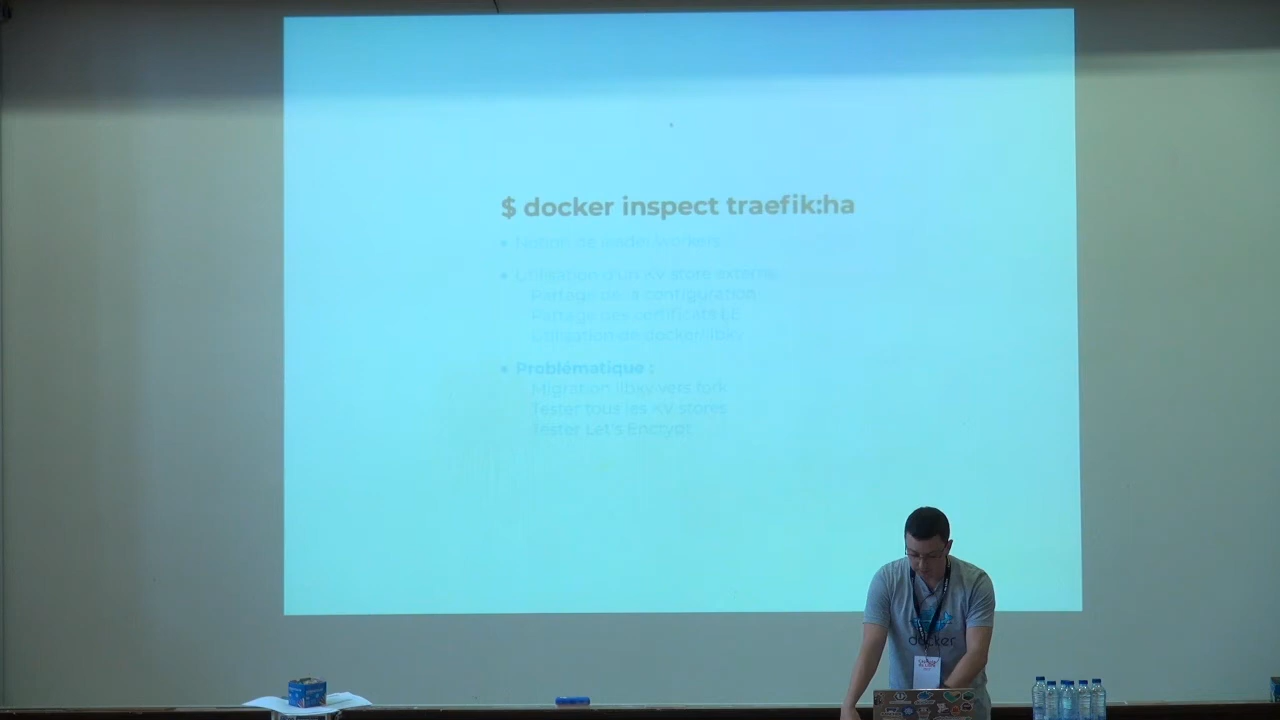 $ docker inspect traefik:ha
• Notion de leader/workers
• Utilisation d'un KV store externe
Partage de la configuration
Partage des certificats LE
Utilisation de docker/libkv
• Problématique :
Migration libkv vers fork
Tester tous les KV stores
Tester Let's Encrypt
docker